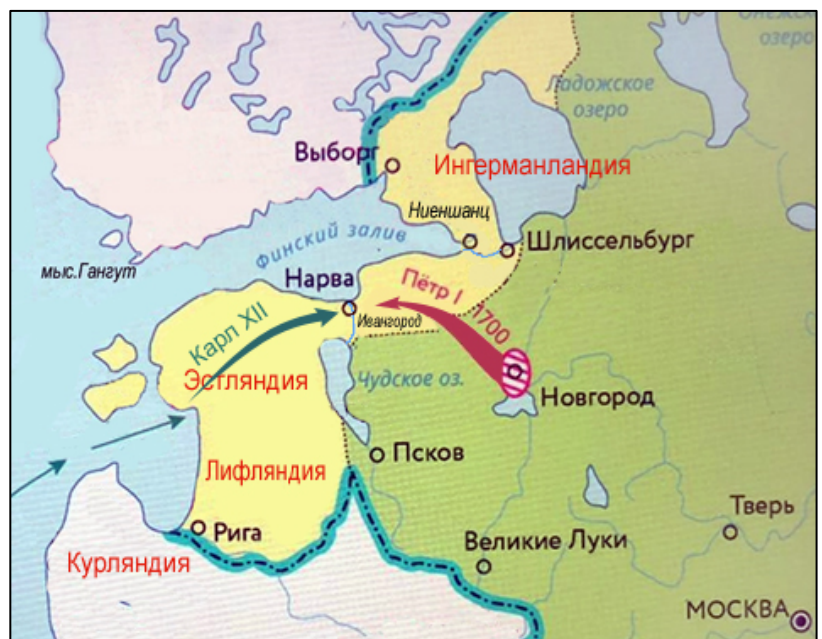 Онежско
озеро
Ладожское
озеро
Выборг
Ингерманландия
Ниеншанц
Финский залив
Шлиссельбург
мыс.Гангут
Нарва
Пётр I 1700
Ивангород
Карл XII
Эстляндия
Чудское оз.
Новгород
Псков
Лифляндия
Рига
Тверь
Великие Луки
Курляндия
МОСКВА